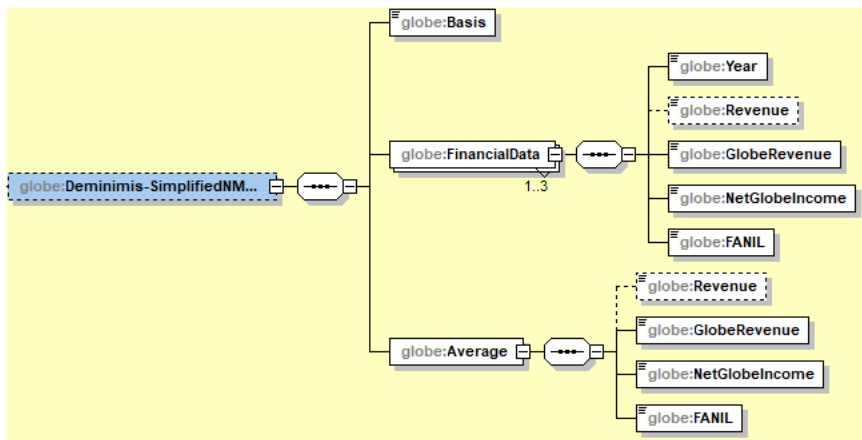 globe:Basis
globe:Year
globe:Revenue
globe:FinancialData
globe:GlobeRevenue
1..3
globe:Deminimis-SimplifiedNM...
globe:NetGlobeIncome
globe:FANIL
globe:Revenue
globe:GlobeRevenue
globe:Average
globe:NetGlobeIncome
globe:FANIL